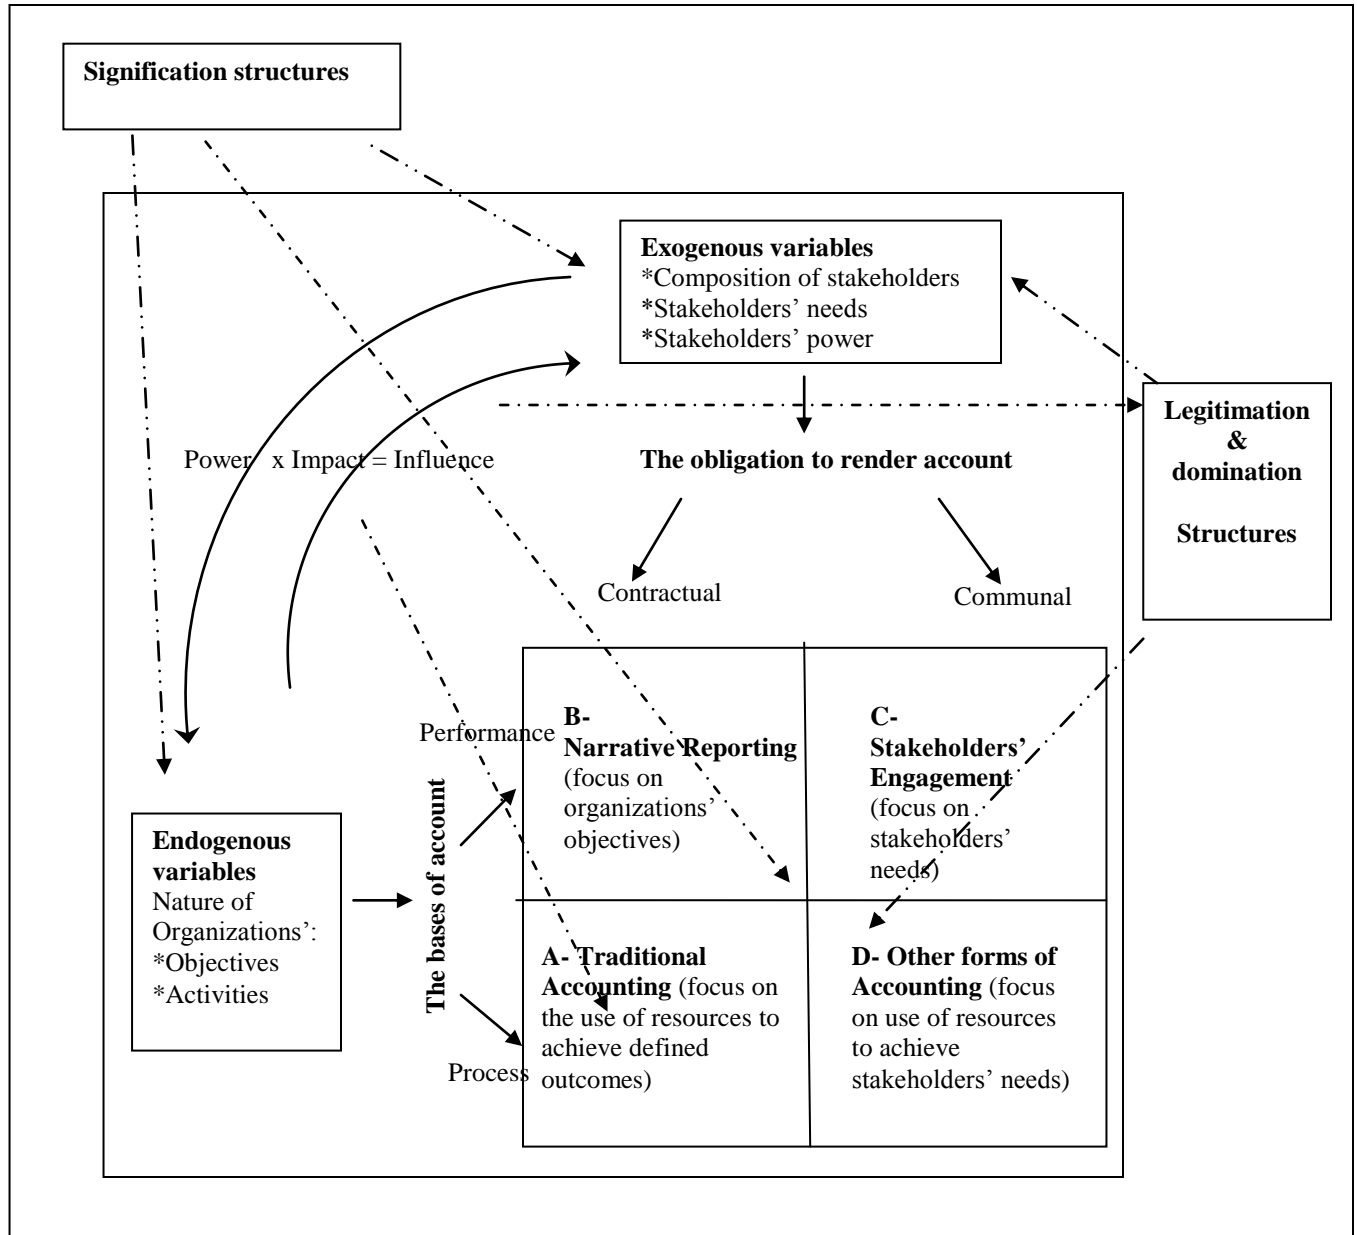 Signification structures
Exogenous variables
*Composition of stakeholders
*Stakeholders’ needs
*Stakeholders’ power
Legitimation
&
domination
Structures
Power x Impact = Influence
The obligation to render account
Contractual
Communal
Performance
B-
Narrative Reporting
(focus on
organizations’
objectives)
C-
Stakeholders’
Engagement
(focus on
stakeholders’
needs)
Endogenous
variables
Nature of
Organizations’:
*Objectives
*Activities
The bases of account
Process
A- Traditional
Accounting (focus on
the use of resources to
achieve defined
outcomes)
D- Other forms of
Accounting (focus
on use of resources
to achieve
stakeholders’ needs)